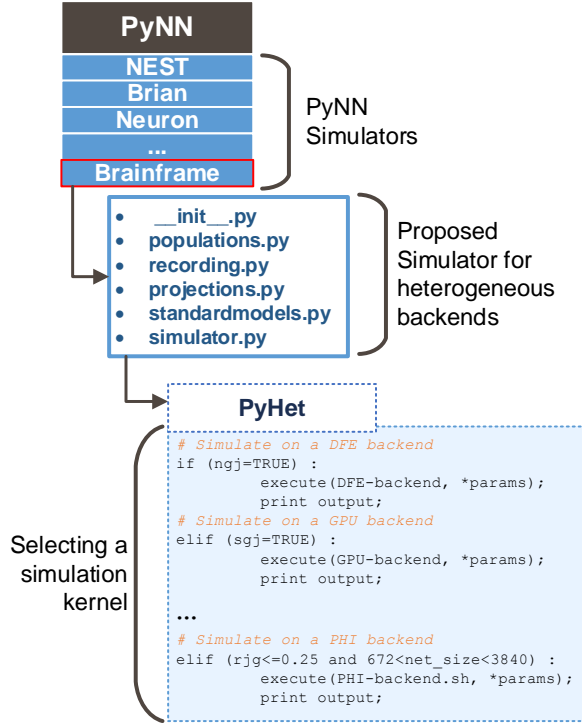 PyNN
NEST
Brian
Neuron
...
Brainframe
PyNN
Simulators
• __init__.py
• populations.py
• recording.py
• projections.py
• standardmodels.py
• simulator.py
Proposed
Simulator for
heterogeneous
backends
PyHet
Selecting a
simulation
kernel
# Simulate on a DFE backend
if (ngj=TRUE) :
execute(DFE-backend, *params);
print output;
# Simulate on a GPU backend
elif (sgj=TRUE) :
execute(GPU-backend, *params);
print output;
...
# Simulate on a PHI backend
elif (rjg<=0.25 and 672<net_size<3840) :
execute(PHI-backend.sh, *params);
print output;